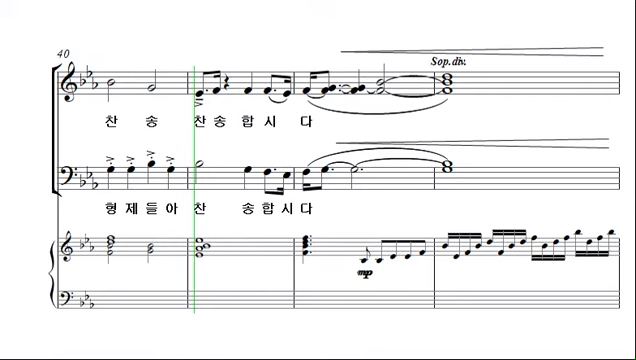 40
Sop.div.
찬 송 찬 송 합 시 다
형 제 들 아 찬 송 합 시 다
mp